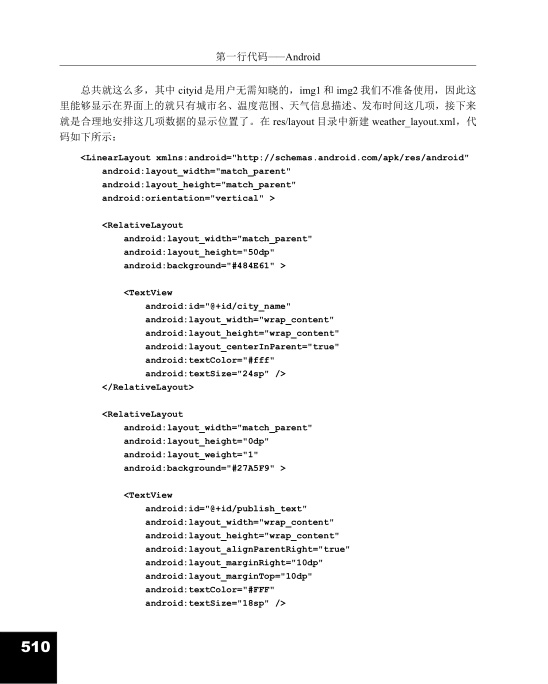 第一行代码——Android
总共就这么多，其中 cityid 是用户无需知晓的，img1 和 img2 我们不准备使用，因此这
里能够显示在界面上的就只有城市名、温度范围、天气信息描述、发布时间这几项，接下来
就是合理地安排这几项数据的显示位置了。在 res/layout 目录中新建 weather_layout.xml，代
码如下所示：
<LinearLayout xmlns:android="http://schemas.android.com/apk/res/android"
    android:layout_width="match_parent"
    android:layout_height="match_parent"
    android:orientation="vertical" >

    <RelativeLayout
        android:layout_width="match_parent"
        android:layout_height="50dp"
        android:background="#484E61" >

        <TextView
            android:id="@+id/city_name"
            android:layout_width="wrap_content"
            android:layout_height="wrap_content"
            android:layout_centerInParent="true"
            android:textColor="#fff"
            android:textSize="24sp" />
    </RelativeLayout>

    <RelativeLayout
        android:layout_width="match_parent"
        android:layout_height="0dp"
        android:layout_weight="1"
        android:background="#27A5F9" >

        <TextView
            android:id="@+id/publish_text"
            android:layout_width="wrap_content"
            android:layout_height="wrap_content"
            android:layout_alignParentRight="true"
            android:layout_marginRight="10dp"
            android:layout_marginTop="10dp"
            android:textColor="#FFF"
            android:textSize="18sp" />
510